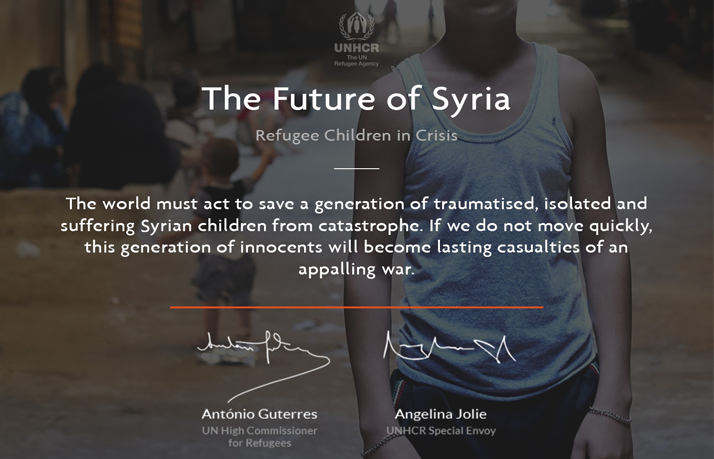 UNHCR
The UN
Refugee Agency
The Future of Syria
Refugee Children in Crisis
The world must act to save a generation of traumatised, isolated and
suffering Syrian children from catastrophe. If we do not move quickly,
this generation of innocents will become lasting casualties of an
appalling war.
António Guterres
Angelina Jolie
UN High Commissioner
for Refugees
UNHCR Special Envoy